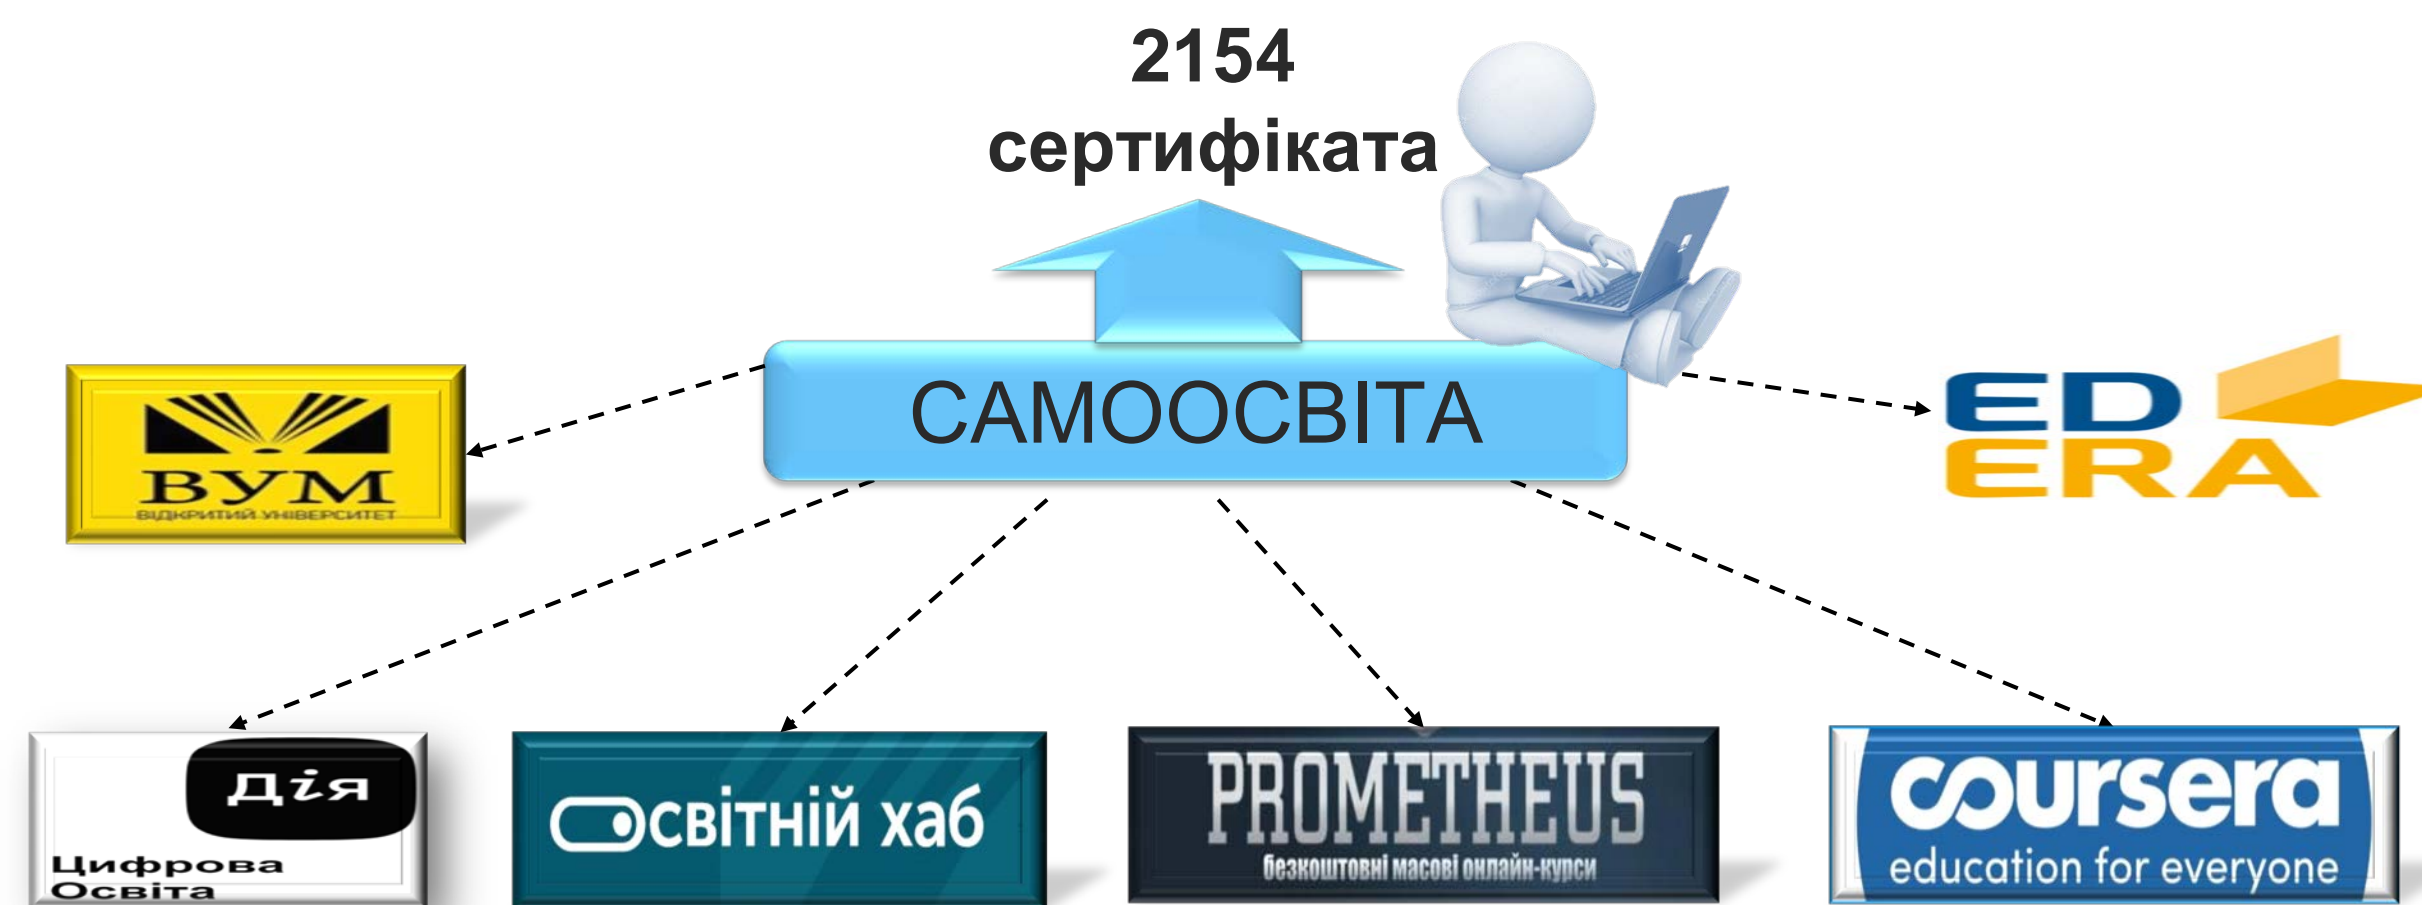 2154
сертифіката
САМООСВІТА
ВУМ
ВІДКРИТИЙ УНІВЕРСИТЕТ
ED
ERA
Дія
Цифрова
Освіта
Освітній хаб
PROMETHEUS
безкоштовні масові онлайн-курси
coursera
education for everyone